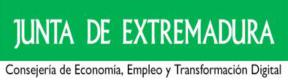 JUNTA DE EXTREMADURA
Consejería de Economía, Empleo y Transformación Digital